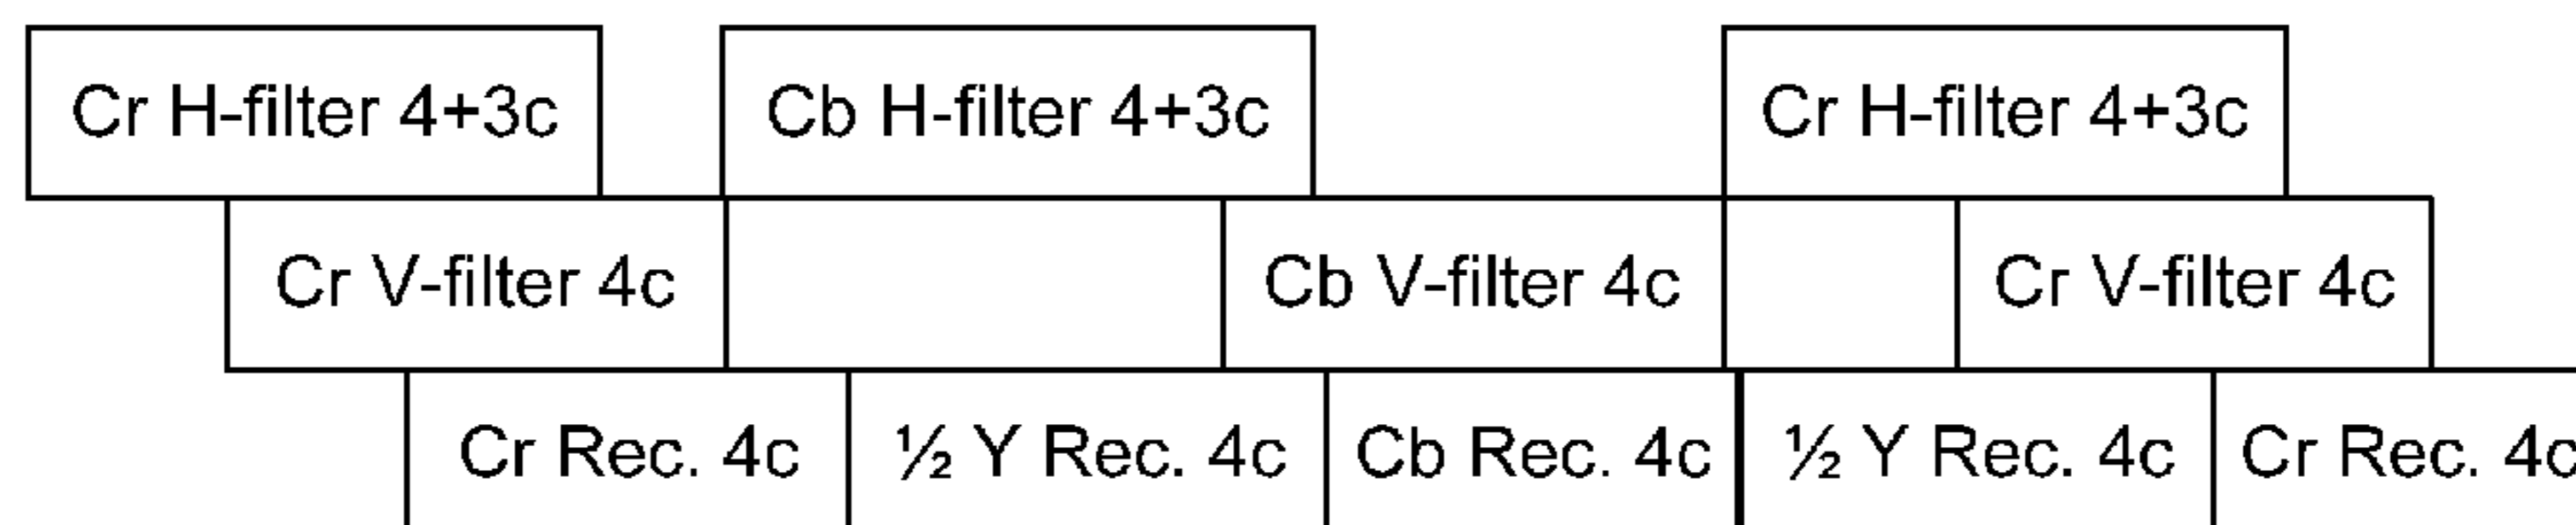 Cr H-filter 4+3c Cb H-filter 4+3c Cr H-filter 4+3c
Cr V-filter 4c Cb V-filter 4c Cr V-filter 4c
Cr Rec. 4c ½ Y Rec. 4c Cb Rec. 4c ½ Y Rec. 4c Cr Rec. 4c